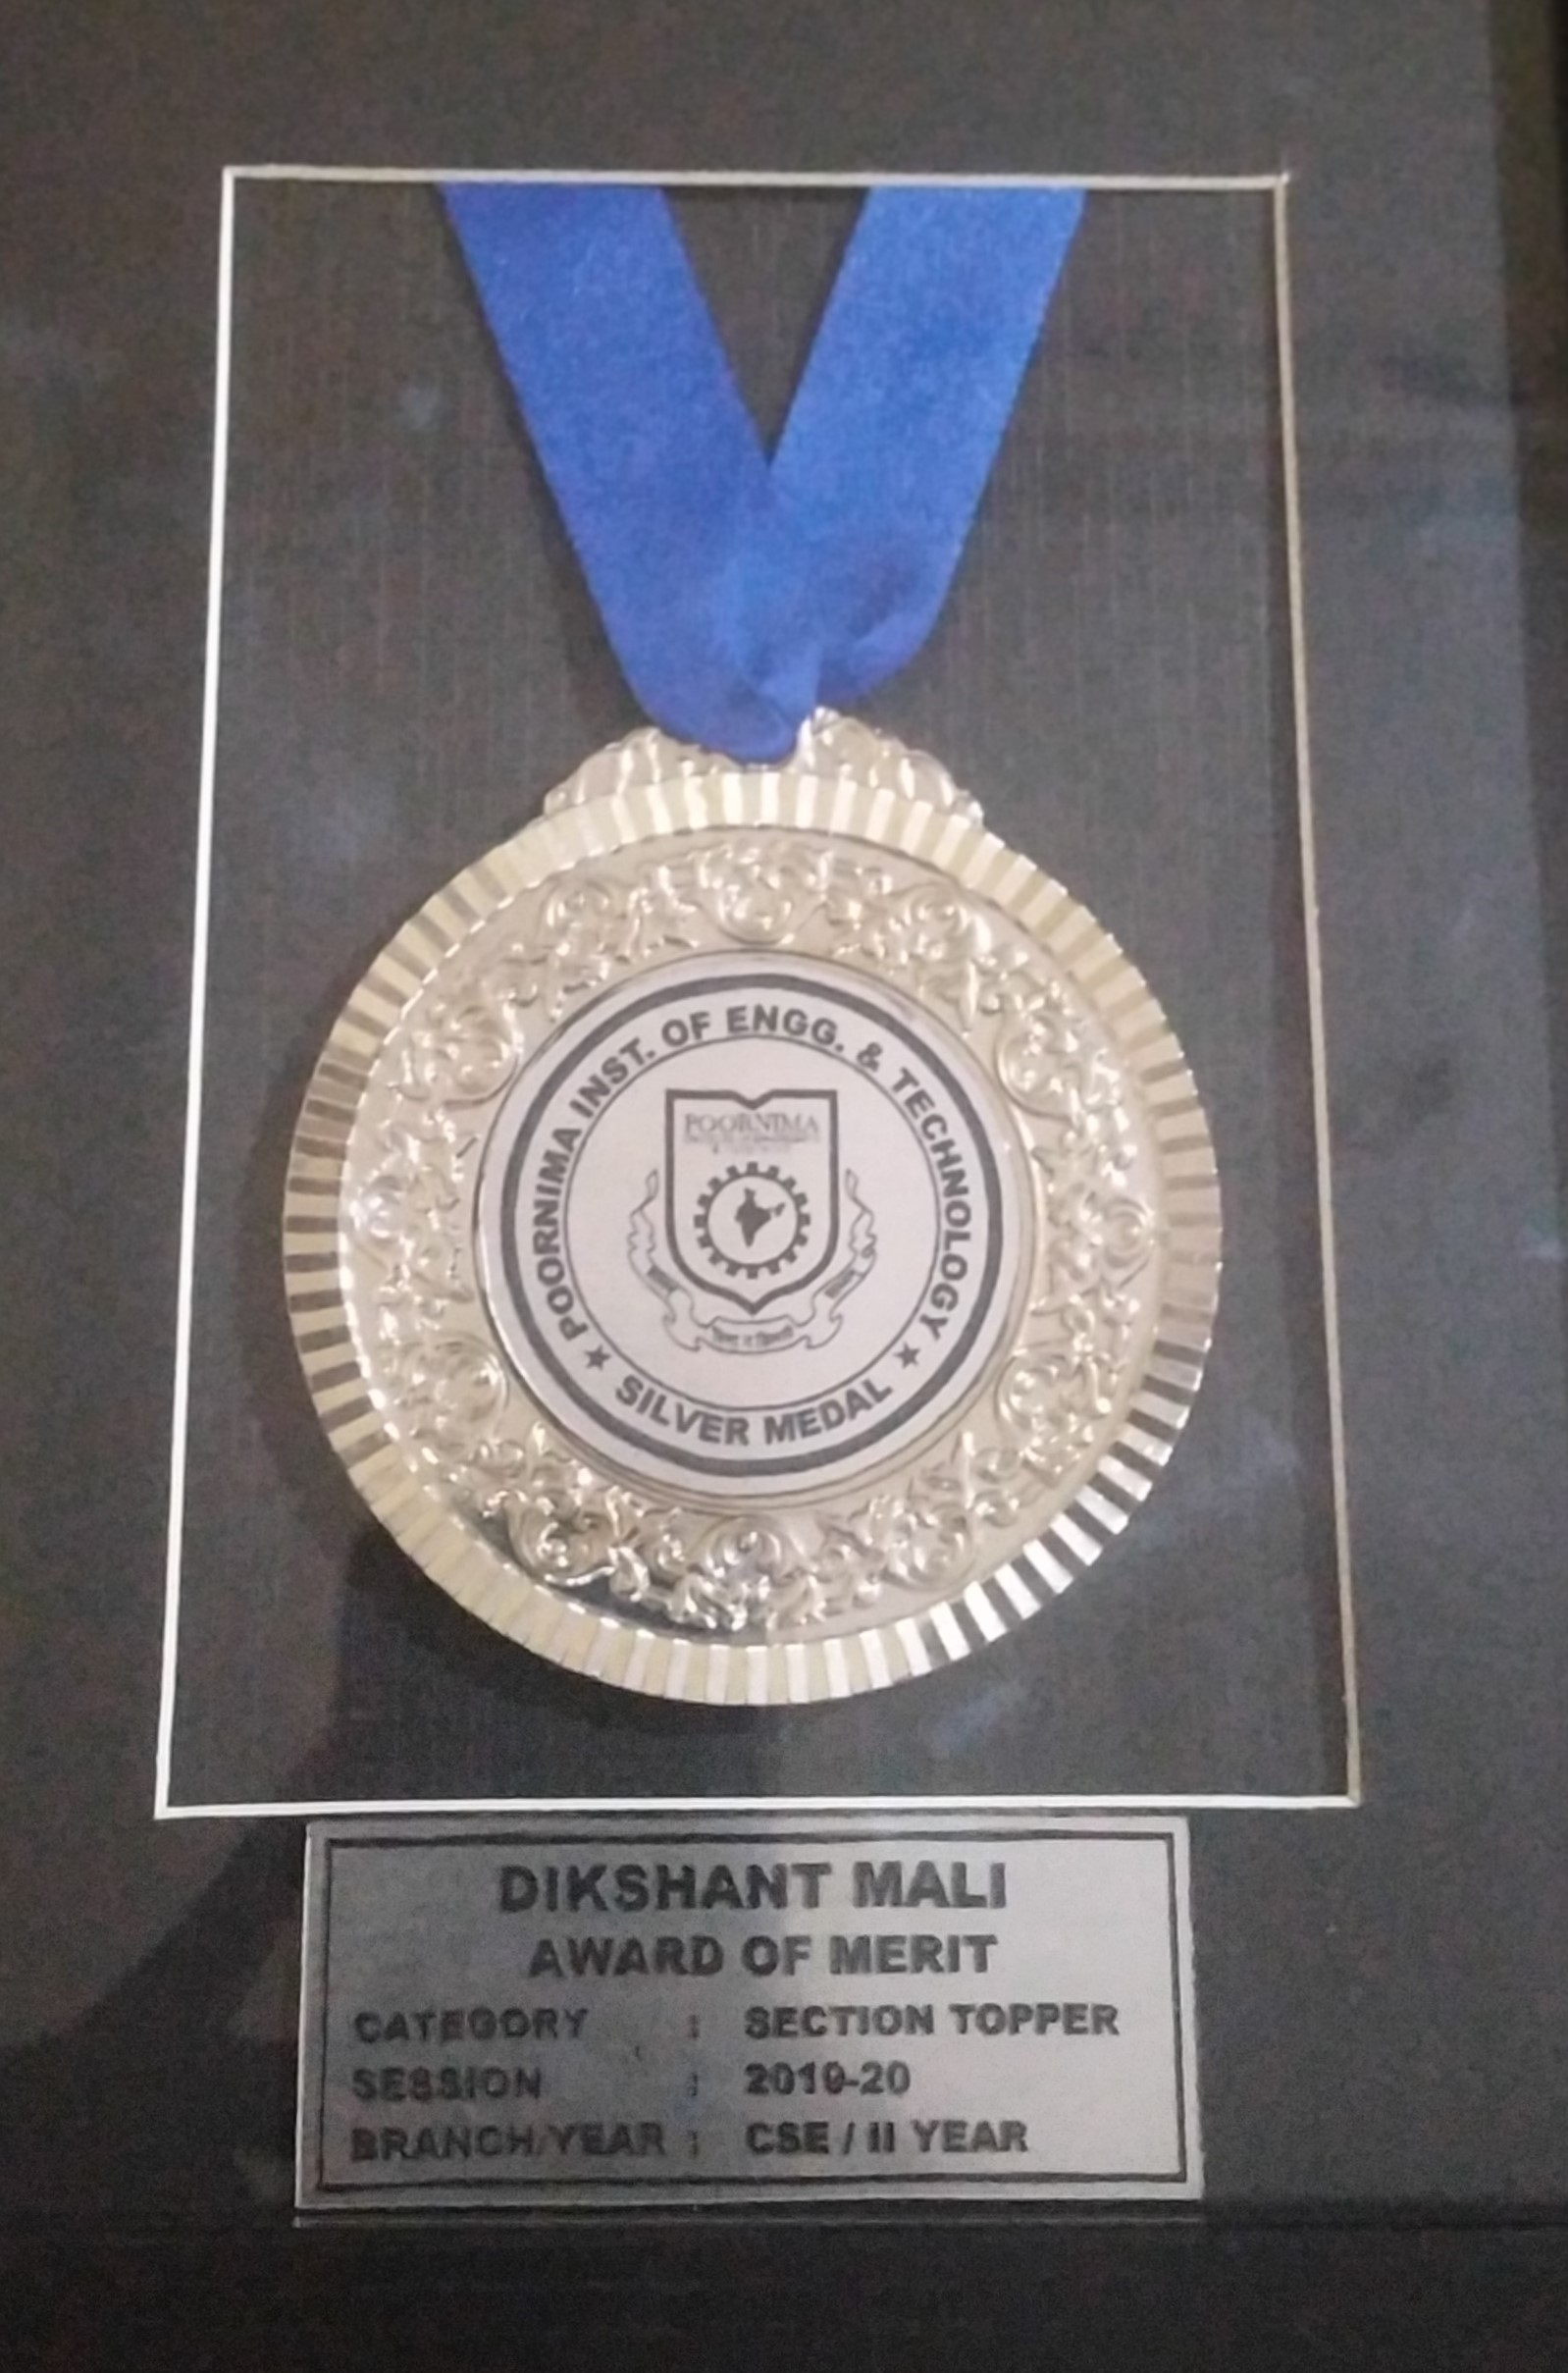 ★ POORNIMA INST. OF ENGG. & TECHNOLOGY ★
POORNIMA
SILVER MEDAL
DIKSHANT MALI
AWARD OF MERIT
CATEGORY : SECTION TOPPER
SESSION : 2019-20
BRANCH/YEAR : CSE / II YEAR